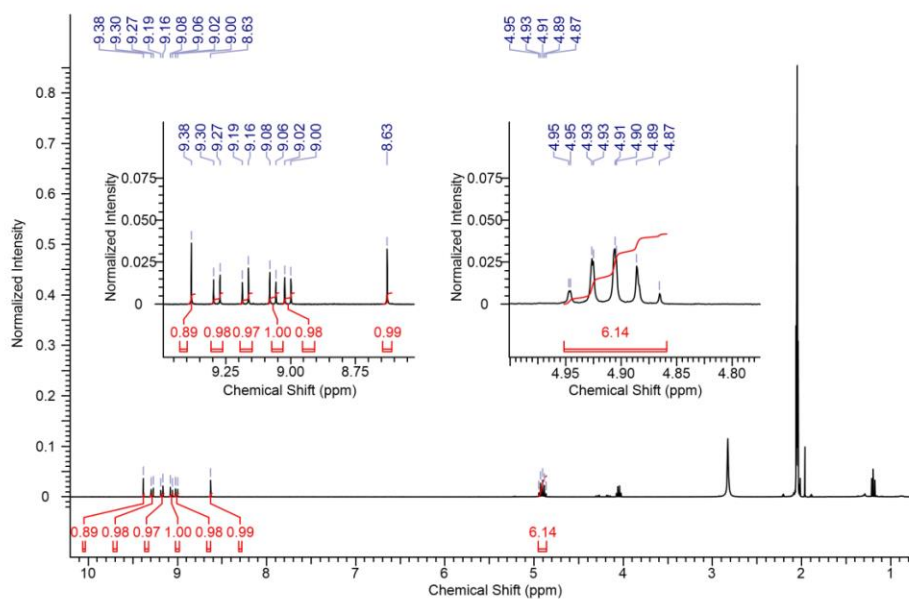 9.38 9.30 9.27 9.19 9.16 9.08 9.06 9.02 9.00 8.63
4.95 4.93 4.91 4.89 4.87
9.38 9.30 9.27 9.19 9.16 9.08 9.06 9.02 9.00 8.63
4.95 4.95 4.93 4.93 4.91 4.90 4.89 4.87
Normalized Intensity
0.8
0.7
0.6
0.5
0.4
0.3
0.2
0.1
0
Normalized Intensity
0.075
0.050
0.025
0
0.89 0.98 0.97 1.00 0.98 0.99
9.25 9.00 8.75
Chemical Shift (ppm)
Normalized Intensity
0.075
0.050
0.025
0
6.14
4.95 4.90 4.85 4.80
Chemical Shift (ppm)
0.89 0.98 0.97 1.00 0.98 0.99 6.14
10 9 8 7 6 5 4 3 2 1
Chemical Shift (ppm)